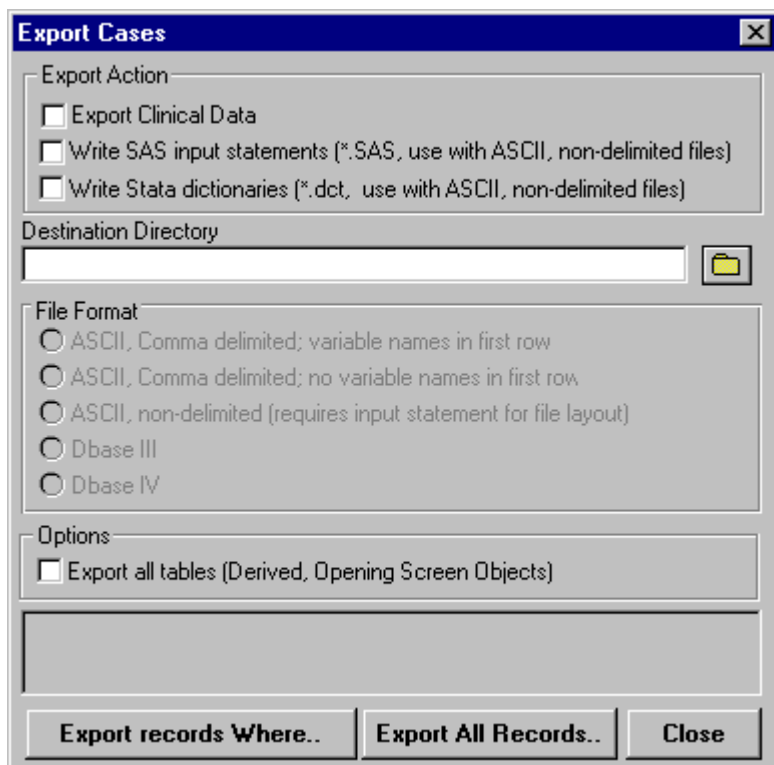 Export Cases
Export Action
Export Clinical Data
Write SAS input statements (*.SAS, use with ASCII, non-delimited files)
Write Stata dictionaries (*.dct,  use with ASCII, non-delimited files)
Destination Directory
File Format
ASCII, Comma delimited; variable names in first row
ASCII, Comma delimited; no variable names in first row
ASCII, non-delimited (requires input statement for file layout)
Dbase III
Dbase IV
Options
Export all tables (Derived, Opening Screen Objects)
Export records Where.. Export All Records.. Close